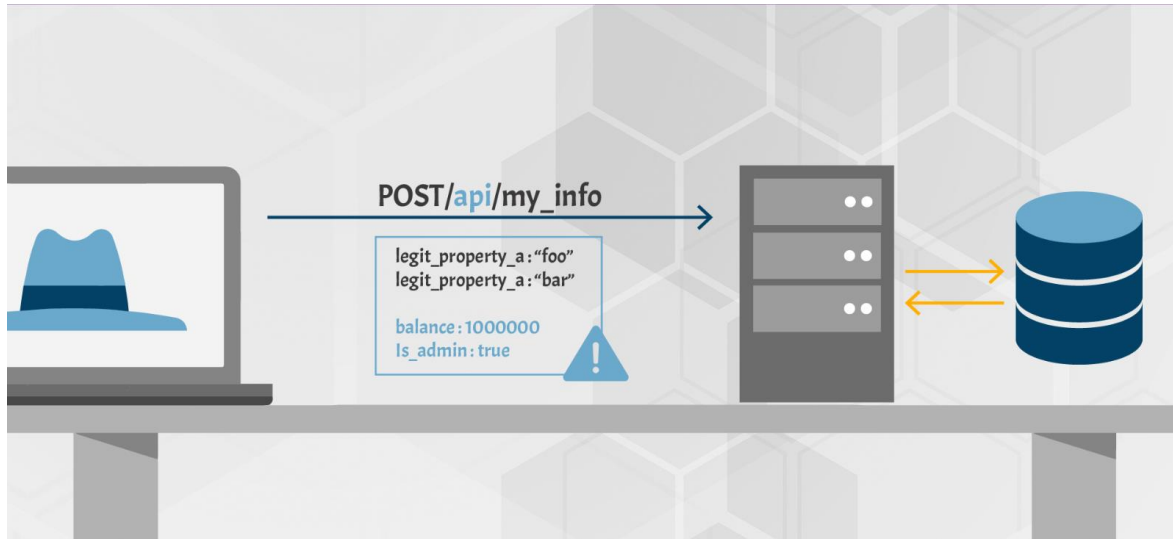 POST/api/my_info
legit_property_a : “foo”
legit_property_a : “bar”
balance : 1000000
Is_admin : true
!